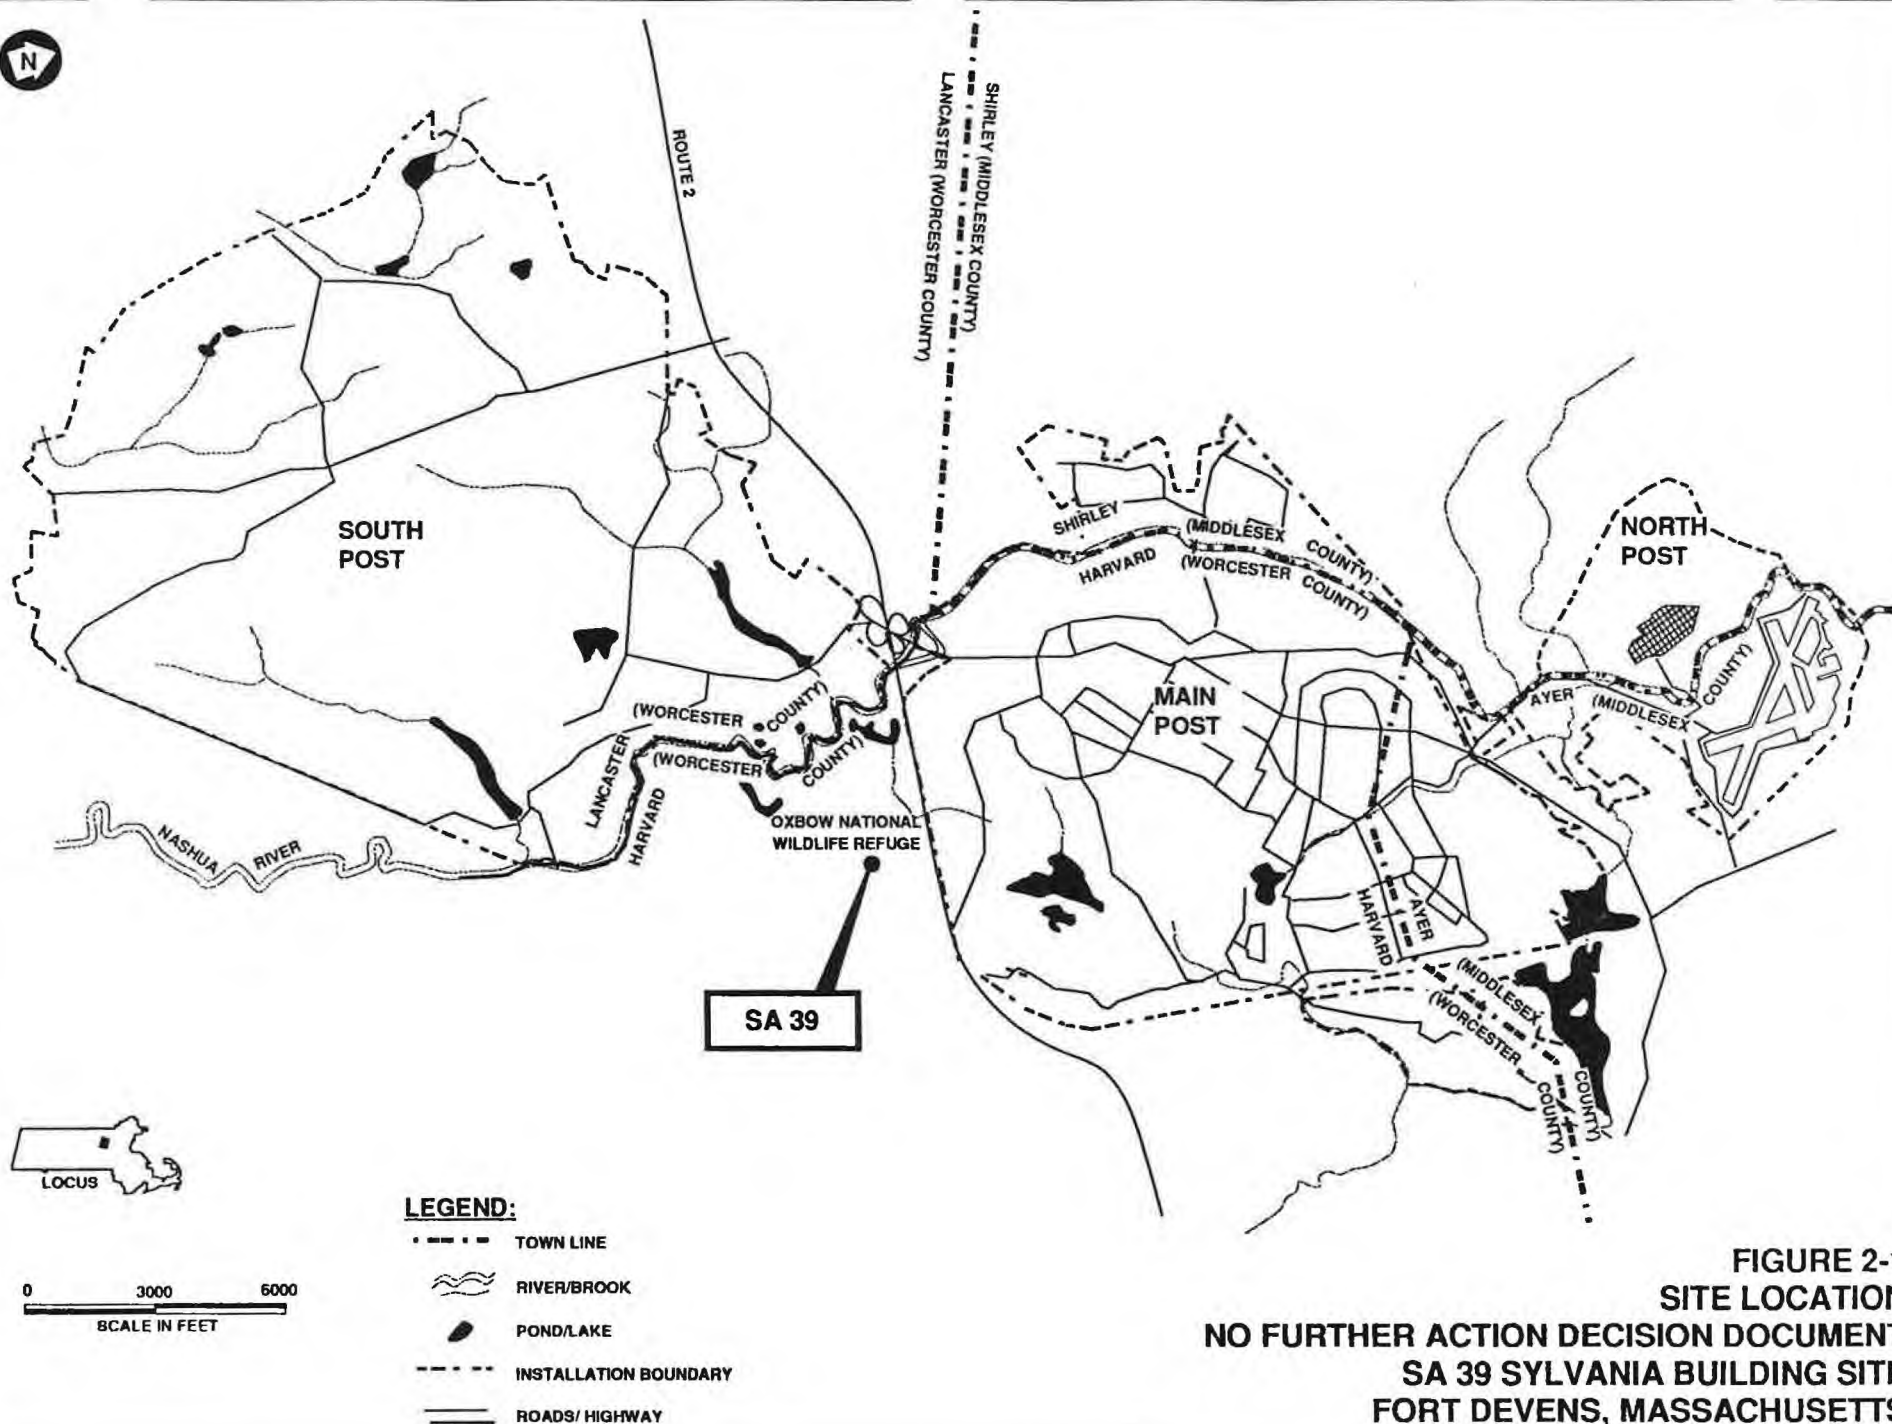 N
ROUTE 2
SHIRLEY (MIDDLESEX COUNTY)
LANCASTER (WORCESTER COUNTY)
SOUTH
POST
SHIRLEY
(MIDDLESEX
COUNTY)
HARVARD
(WORCESTER
COUNTY)
NORTH
POST
MAIN
POST
AYER
(MIDDLESEX
COUNTY)
(WORCESTER
COUNTY)
LANCASTER
(WORCESTER
COUNTY)
HARVARD
NASHUA
RIVER
OXBOW NATIONAL
WILDLIFE REFUGE
SA 39
HARVARD
AYER
(MIDDLESEX
COUNTY)
(WORCESTER
COUNTY)
LOCUS
0 3000 6000
SCALE IN FEET
LEGEND:
TOWN LINE
RIVER/BROOK
POND/LAKE
INSTALLATION BOUNDARY
ROADS/ HIGHWAY
FIGURE 2-
SITE LOCATION
NO FURTHER ACTION DECISION DOCUMENT
SA 39 SYLVANIA BUILDING SITE
FORT DEVENS, MASSACHUSETTS